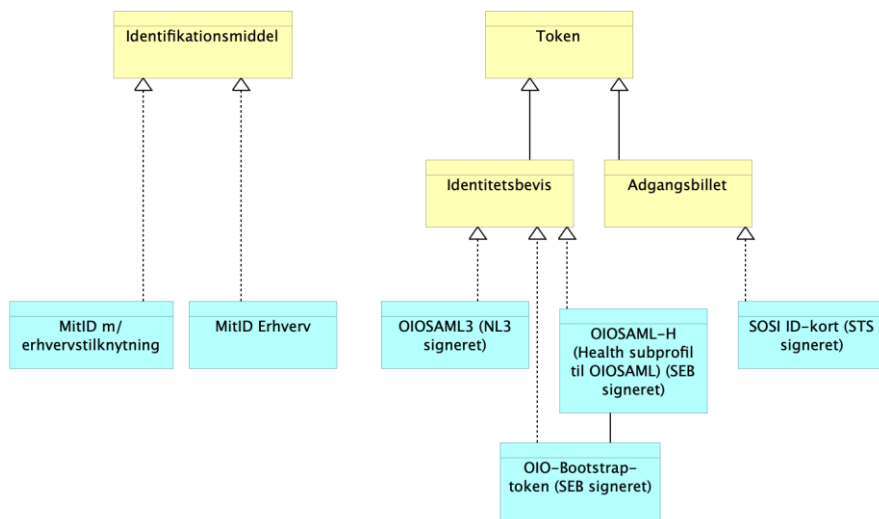 Identifikationsmiddel
Token
Identitetsbevis
Adgangsbillet
MitID m/
erhvervstilknytning
MitID Erhverv
OIOSAML3 (NL3
signeret)
OIOSAML-H
(Health subprofil
til OIOSAML) (SEB
signeret)
SOSI ID-kort (STS
signeret)
OIO-Bootstrap-
token (SEB signeret)